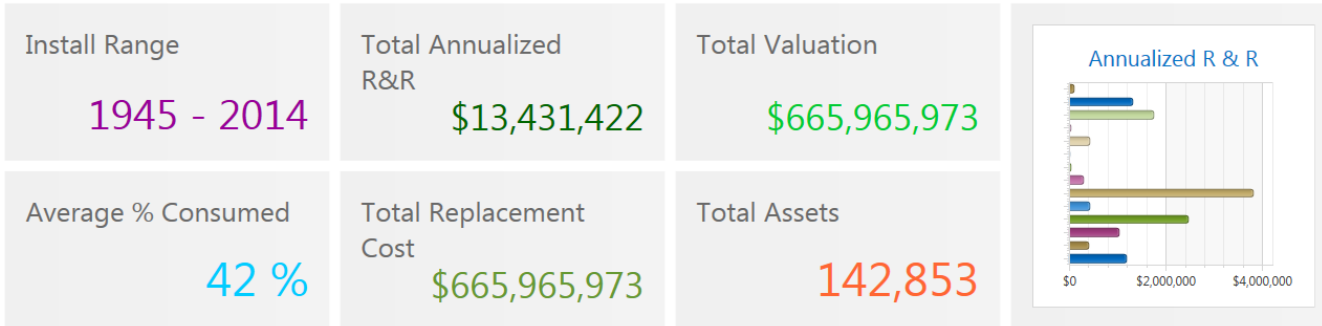 Install Range
1945 - 2014
Total Annualized
R&R
$13,431,422
Total Valuation
$665,965,973
Average % Consumed
42 %
Total Replacement
Cost
$665,965,973
Total Assets
142,853
Annualized R & R
$0 $2,000,000 $4,000,000